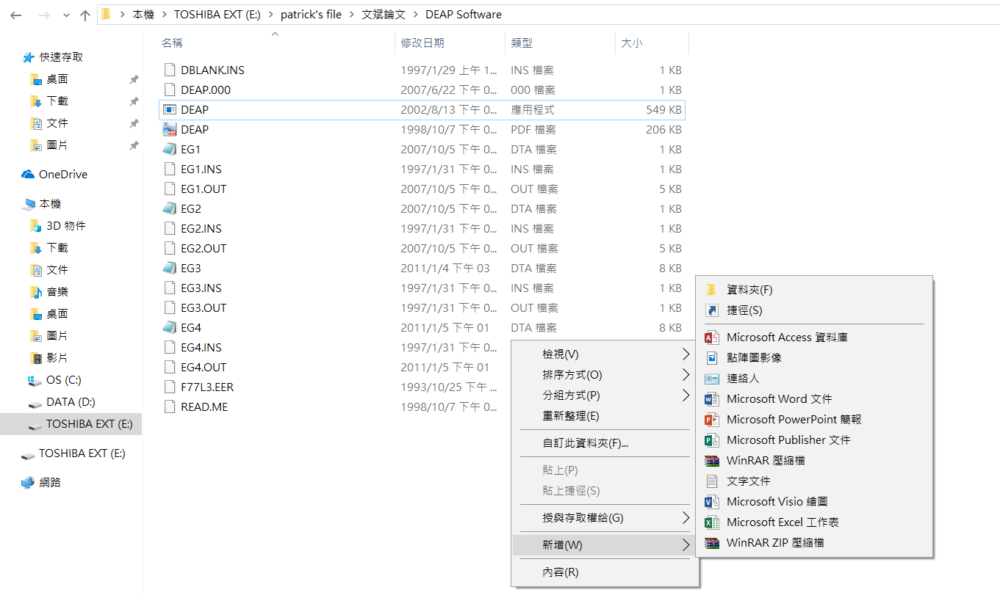 本機 > TOSHIBA EXT (E:) > patrick's file > 文斌論文 > DEAP Software
名稱 修改日期 類型 大小
快速存取
桌面
下載
文件
圖片
OneDrive
本機
3D 物件
下載
文件
音樂
桌面
圖片
影片
OS (C:)
DATA (D:)
TOSHIBA EXT (E:)
TOSHIBA EXT (E:)
網路
DBLANK.INS 1997/1/29 上午 1... INS 檔案 1 KB
DEAP.000 2007/6/22 下午 0... 000 檔案 1 KB
DEAP 2002/8/13 下午 0... 應用程式 549 KB
DEAP 1998/10/7 下午 0... PDF 檔案 206 KB
EG1 2007/10/5 下午 0... DTA 檔案 1 KB
EG1.INS 1997/1/31 下午 0... INS 檔案 1 KB
EG1.OUT 2007/10/5 下午 0... OUT 檔案 5 KB
EG2 2007/10/5 下午 0... DTA 檔案 1 KB
EG2.INS 1997/1/31 下午 0... INS 檔案 1 KB
EG2.OUT 2007/10/5 下午 0... OUT 檔案 5 KB
EG3 2011/1/4 下午 03 DTA 檔案 8 KB
EG3.INS 1997/1/31 下午 0... INS 檔案 1 KB
EG3.OUT 1997/1/31 下午 0... OUT 檔案 1 KB
EG4 2011/1/5 下午 01 DTA 檔案 8 KB
EG4.INS 1997/1/31 下午 0...
EG4.OUT 2011/1/5 下午 01
F77L3.EER 1993/10/25 下午 ...
READ.ME 1998/10/7 下午 0...
檢視(V)
排序方式(O)
分組方式(P)
重新整理(E)
自訂此資料夾(F)...
貼上(P)
貼上捷徑(S)
授與存取權給(G)
新增(W)
內容(R)
資料夾(F)
捷徑(S)
Microsoft Access 資料庫
點陣圖影像
連絡人
Microsoft Word 文件
Microsoft PowerPoint 簡報
Microsoft Publisher 文件
WinRAR 壓縮檔
文字文件
Microsoft Visio 繪圖
Microsoft Excel 工作表
WinRAR ZIP 壓縮檔